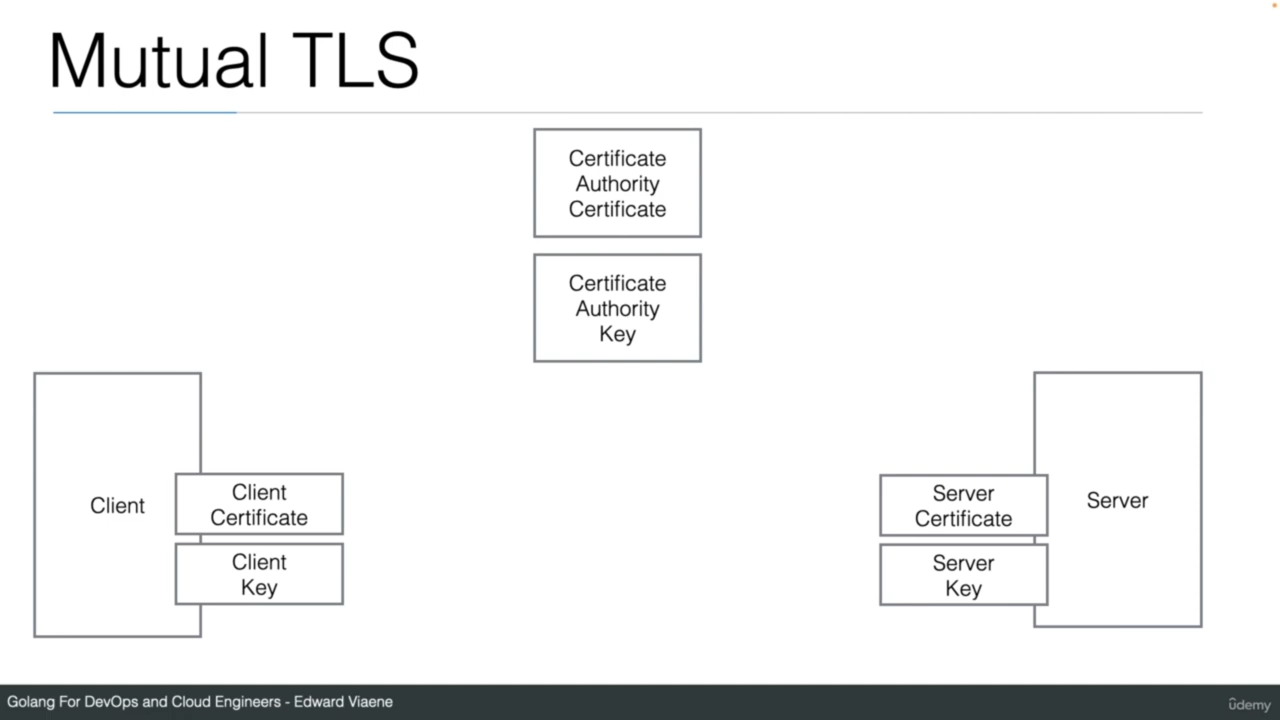 Mutual TLS
Certificate
Authority
Certificate
Certificate
Authority
Key
Client
Client
Certificate
Client
Key
Server
Certificate
Server
Key
Server
Golang For DevOps and Cloud Engineers - Edward Viaene
ûdemy